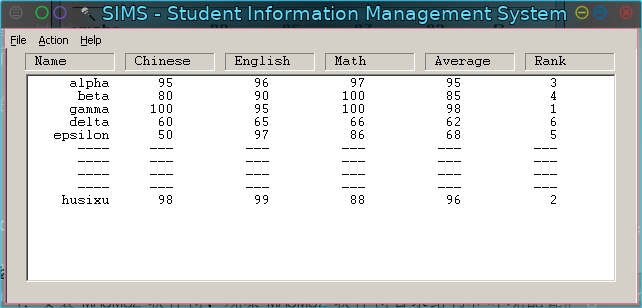 SIMS - Student Information Management System
File Action Help
Name Chinese English Math Average Rank
alpha 95 96 97 95 3
beta 80 90 100 85 4
gamma 100 95 100 98 1
delta 60 65 66 62 6
epsilon 50 97 86 68 5
---- --- --- --- --- -
---- --- --- --- --- -
---- --- --- --- --- -
---- --- --- --- --- -
husixu 98 99 88 96 2